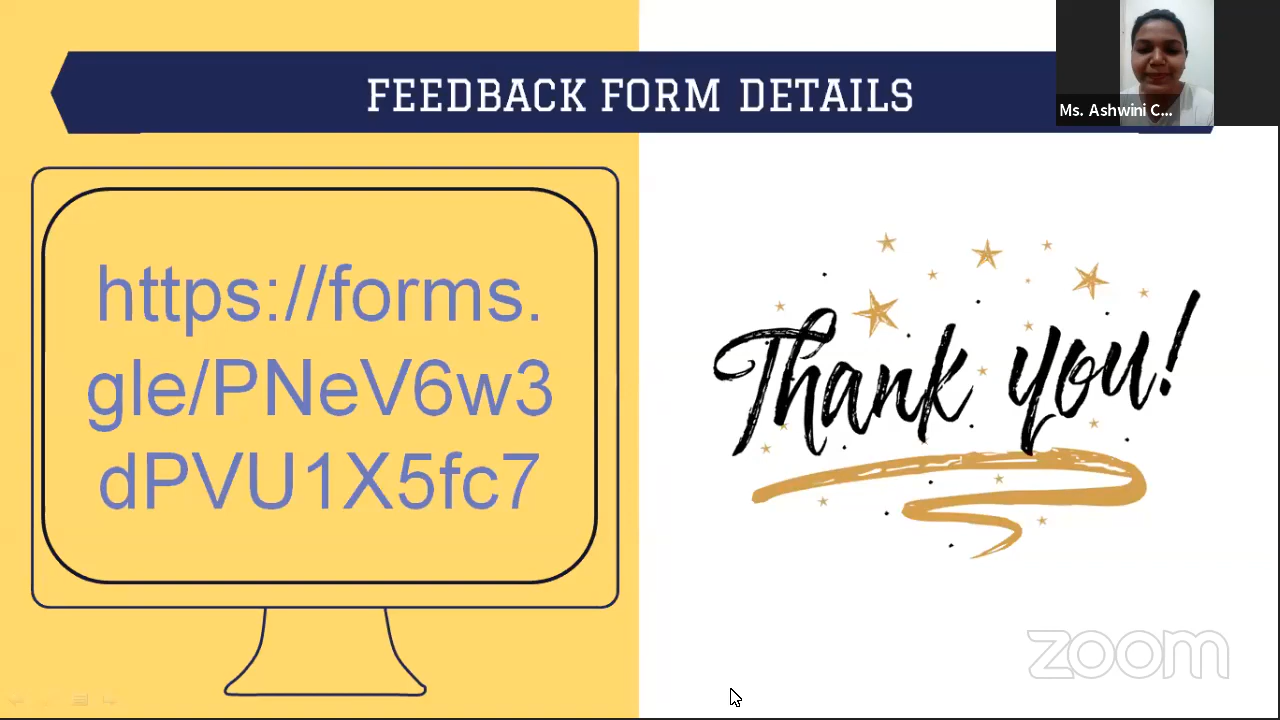 FEEDBACK FORM DETAILS
Ms. Ashwini C...
https://forms.
gle/PNeV6w3
dPVU1X5fc7
Thank you!
zoom